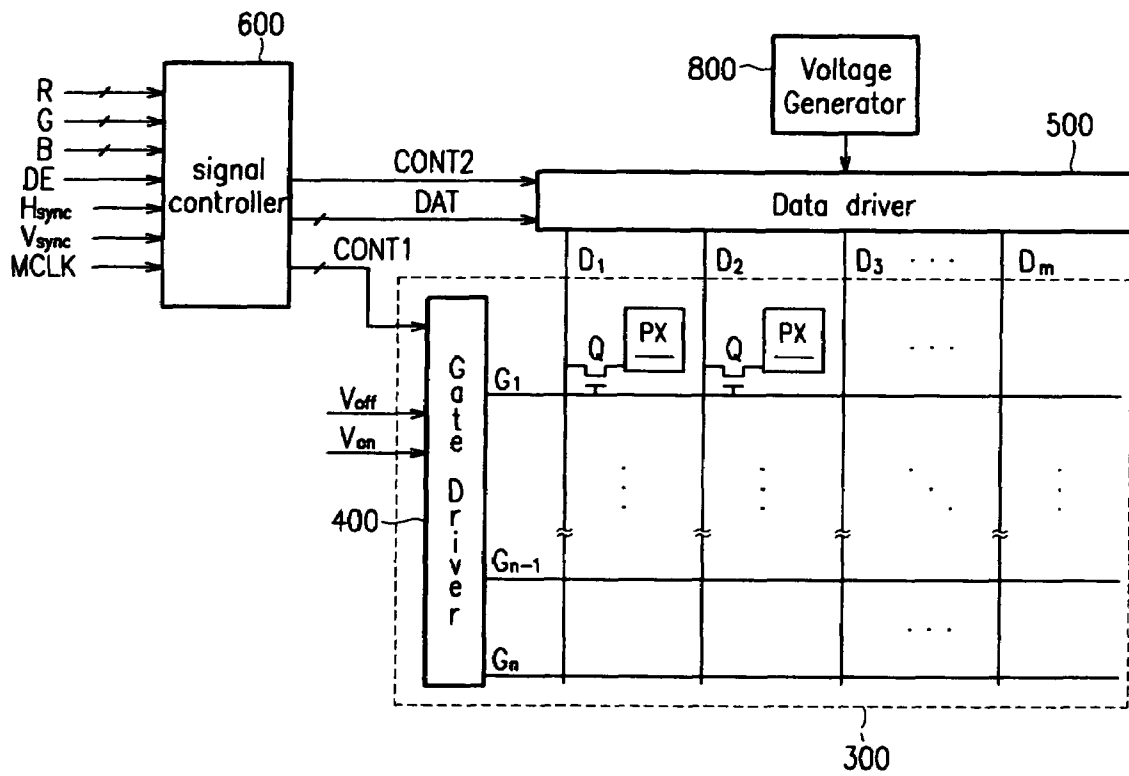 600
R
G
B
DE
Hsync
Vsync
MCLK
signal
controller
CONT2
DAT
CONT1
800
Voltage
Generator
500
Data driver
D1
D2
D3
...
Dm
Q
PX
Q
PX
...
G1
Voff
Von
400
Gate Driver
Gn-1
Gn
...
300